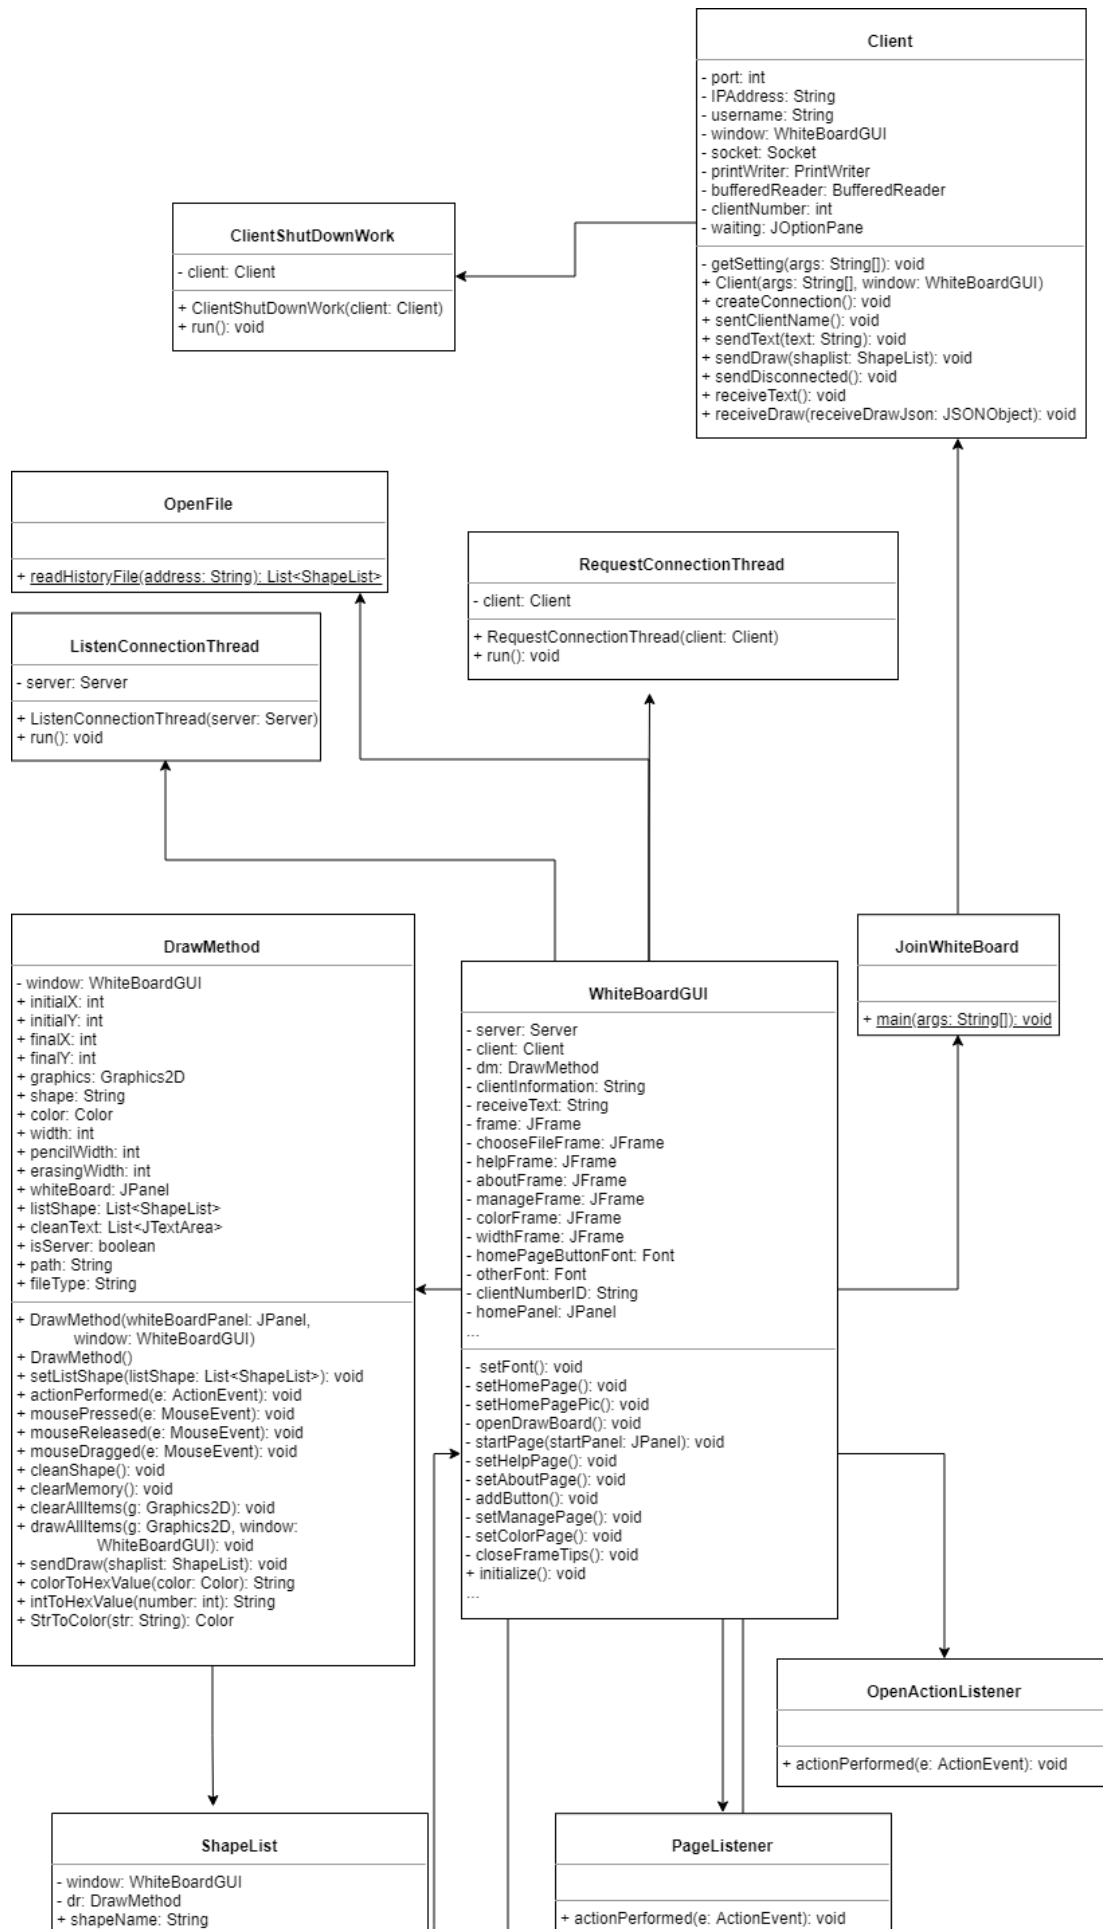 Client
- port: int
- IPAddress: String
- username: String
- window: WhiteBoardGUI
- socket: Socket
- printWriter: PrintWriter
- bufferedReader: BufferedReader
- clientNumber: int
- waiting: JOptionPane
- getSetting(args: String[]): void
+ Client(args: String[], window: WhiteBoardGUI)
+ createConnection(): void
+ sentClientName(): void
+ sendText(text: String): void
+ sendDraw(shaplist: ShapeList): void
+ sendDisconnected(): void
+ receiveText(): void
+ receiveDraw(receiveDrawJson: JSONObject): void
ClientShutDownWork
- client: Client
+ ClientShutDownWork(client: Client)
+ run(): void
OpenFile
+ readHistoryFile(address: String): List<ShapeList>
RequestConnectionThread
- client: Client
+ RequestConnectionThread(client: Client)
+ run(): void
ListenConnectionThread
- server: Server
+ ListenConnectionThread(server: Server)
+ run(): void
DrawMethod
- window: WhiteBoardGUI
+ initialX: int
+ initialY: int
+ finalX: int
+ finalY: int
+ graphics: Graphics2D
+ shape: String
+ color: Color
+ width: int
+ pencilWidth: int
+ erasingWidth: int
+ whiteBoard: JPanel
+ listShape: List<ShapeList>
+ cleanText: List<JTextArea>
+ isServer: boolean
+ path: String
+ fileType: String
+ DrawMethod(whiteBoardPanel: JPanel,
window: WhiteBoardGUI)
+ DrawMethod()
+ setListShape(listShape: List<ShapeList>): void
+ actionPerformed(e: ActionEvent): void
+ mousePressed(e: MouseEvent): void
+ mouseReleased(e: MouseEvent): void
+ mouseDragged(e: MouseEvent): void
+ cleanShape(): void
+ clearMemory(): void
+ clearAllItems(g: Graphics2D): void
+ drawAllItems(g: Graphics2D, window:
WhiteBoardGUI): void
+ sendDraw(shaplist: ShapeList): void
+ colorToHexValue(color: Color): String
+ intToHexValue(number: int): String
+ StrToColor(str: String): Color
WhiteBoardGUI
- server: Server
- client: Client
- dm: DrawMethod
- clientInformation: String
- receiveText: String
- frame: JFrame
- chooseFileFrame: JFrame
- helpFrame: JFrame
- aboutFrame: JFrame
- manageFrame: JFrame
- colorFrame: JFrame
- widthFrame: JFrame
- homePageButtonFont: Font
- otherFont: Font
- clientNumberID: String
- homePanel: JPanel
...
- setFont(): void
- setHomePage(): void
- setHomePagePic(): void
- openDrawBoard(): void
- startPage(startPanel: JPanel): void
- setHelpPage(): void
- setAboutPage(): void
- addButton(): void
- setManagePage(): void
- setColorPage(): void
- closeFrameTips(): void
+ initialize(): void
...
JoinWhiteBoard
+ main(args: String[]): void
OpenActionListener
+ actionPerformed(e: ActionEvent): void
ShapeList
- window: WhiteBoardGUI
- dr: DrawMethod
+ shapeName: String
PageListener
+ actionPerformed(e: ActionEvent): void